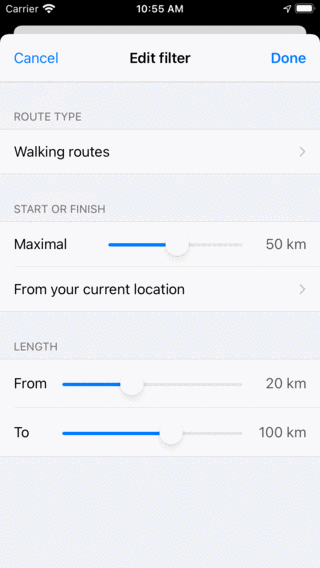 Carrier 10:55 AM
Cancel Edit filter Done
ROUTE TYPE
Walking routes
START OR FINISH
Maximal 50 km
From your current location
LENGTH
From 20 km
To 100 km